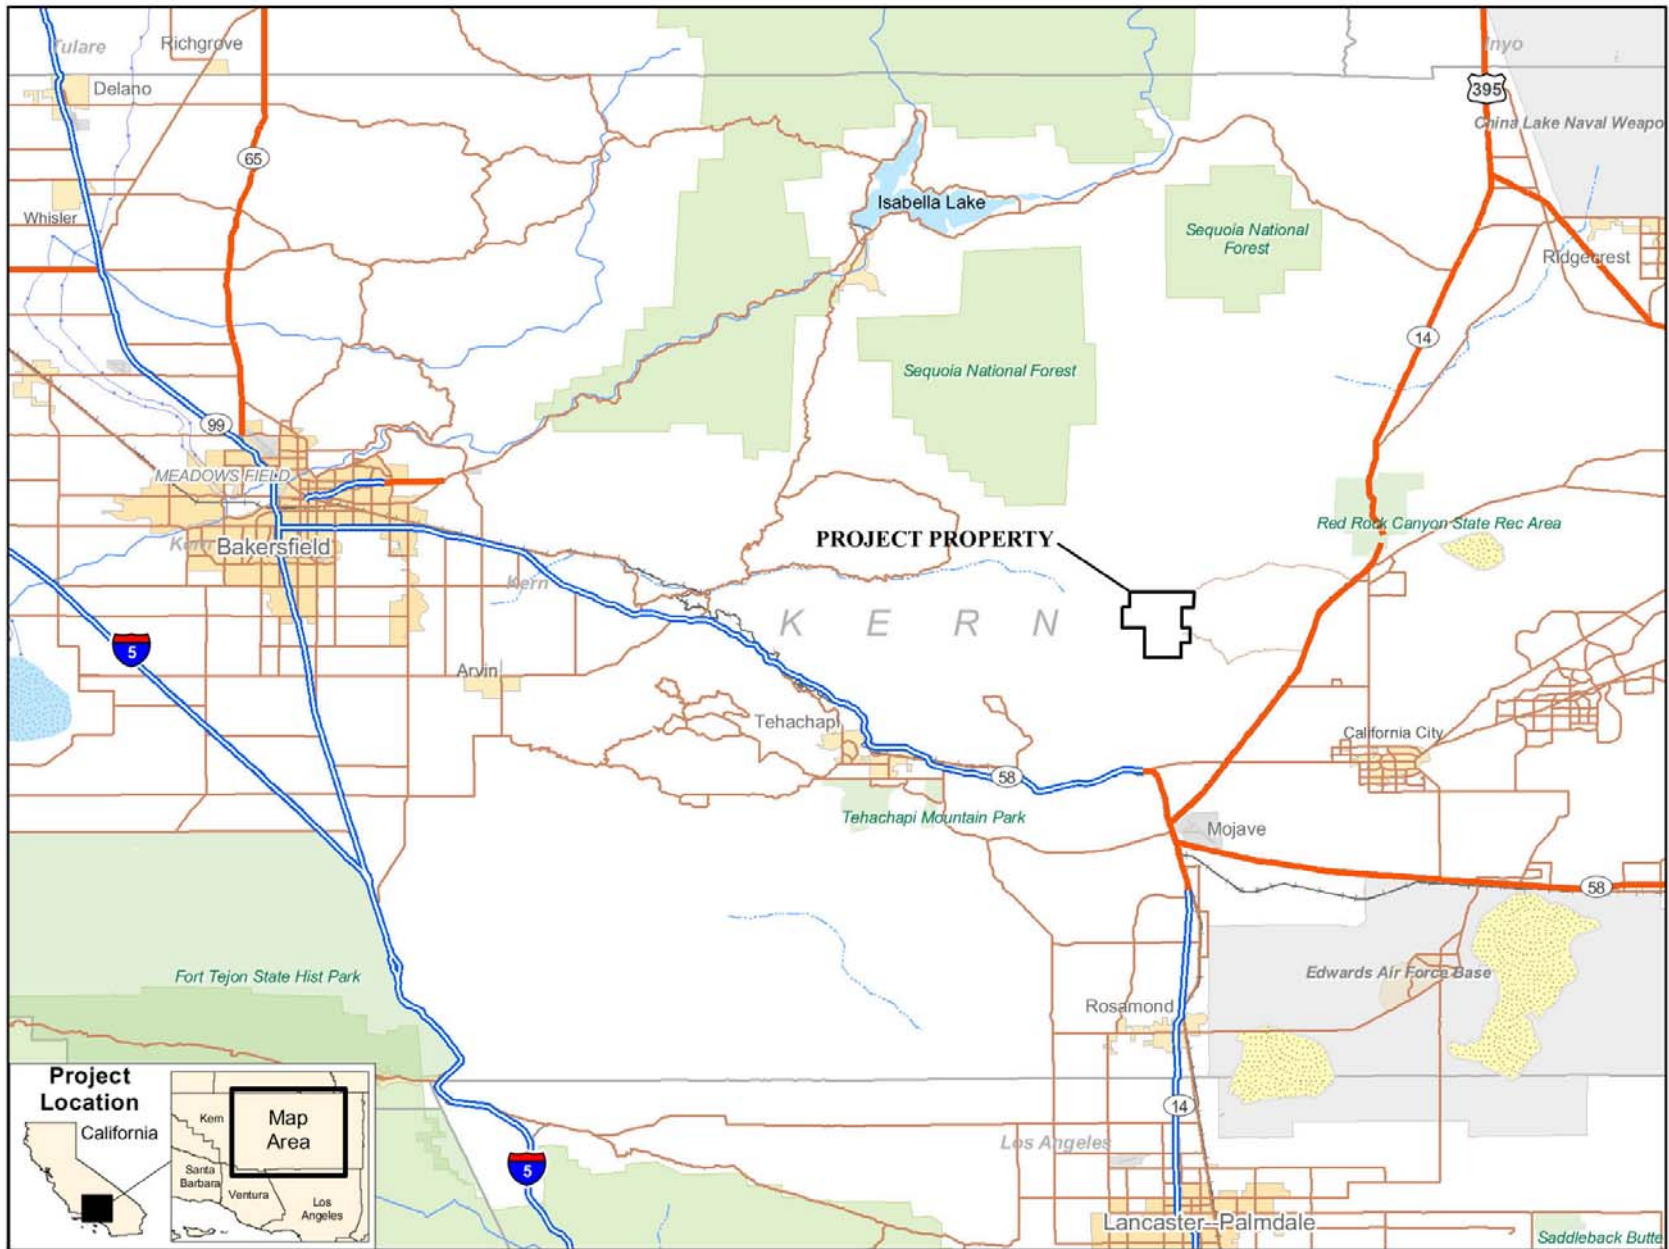 Tulare
Richgrove
Inyo
Delano
395
China Lake Naval Weapo
65
Isabella Lake
Whisler
Sequoia National
Forest
Ridgecrest
14
Sequoia National Forest
99
MEADOWS FIELD
Red Rock Canyon State Rec Area
PROJECT PROPERTY
Kern
Bakersfield
Kern
K E R N
5
Arvin
Tehachapi
California City
58
Tehachapi Mountain Park
Mojave
58
Fort Tejon State Hist Park
Edwards Air Force Base
Rosamond
Project
Location
California
Kern
Map
Area
Santa
Barbara
Ventura
Los
Angeles
14
Los Angeles
5
Lancaster--Palmdale
Saddleback Butte